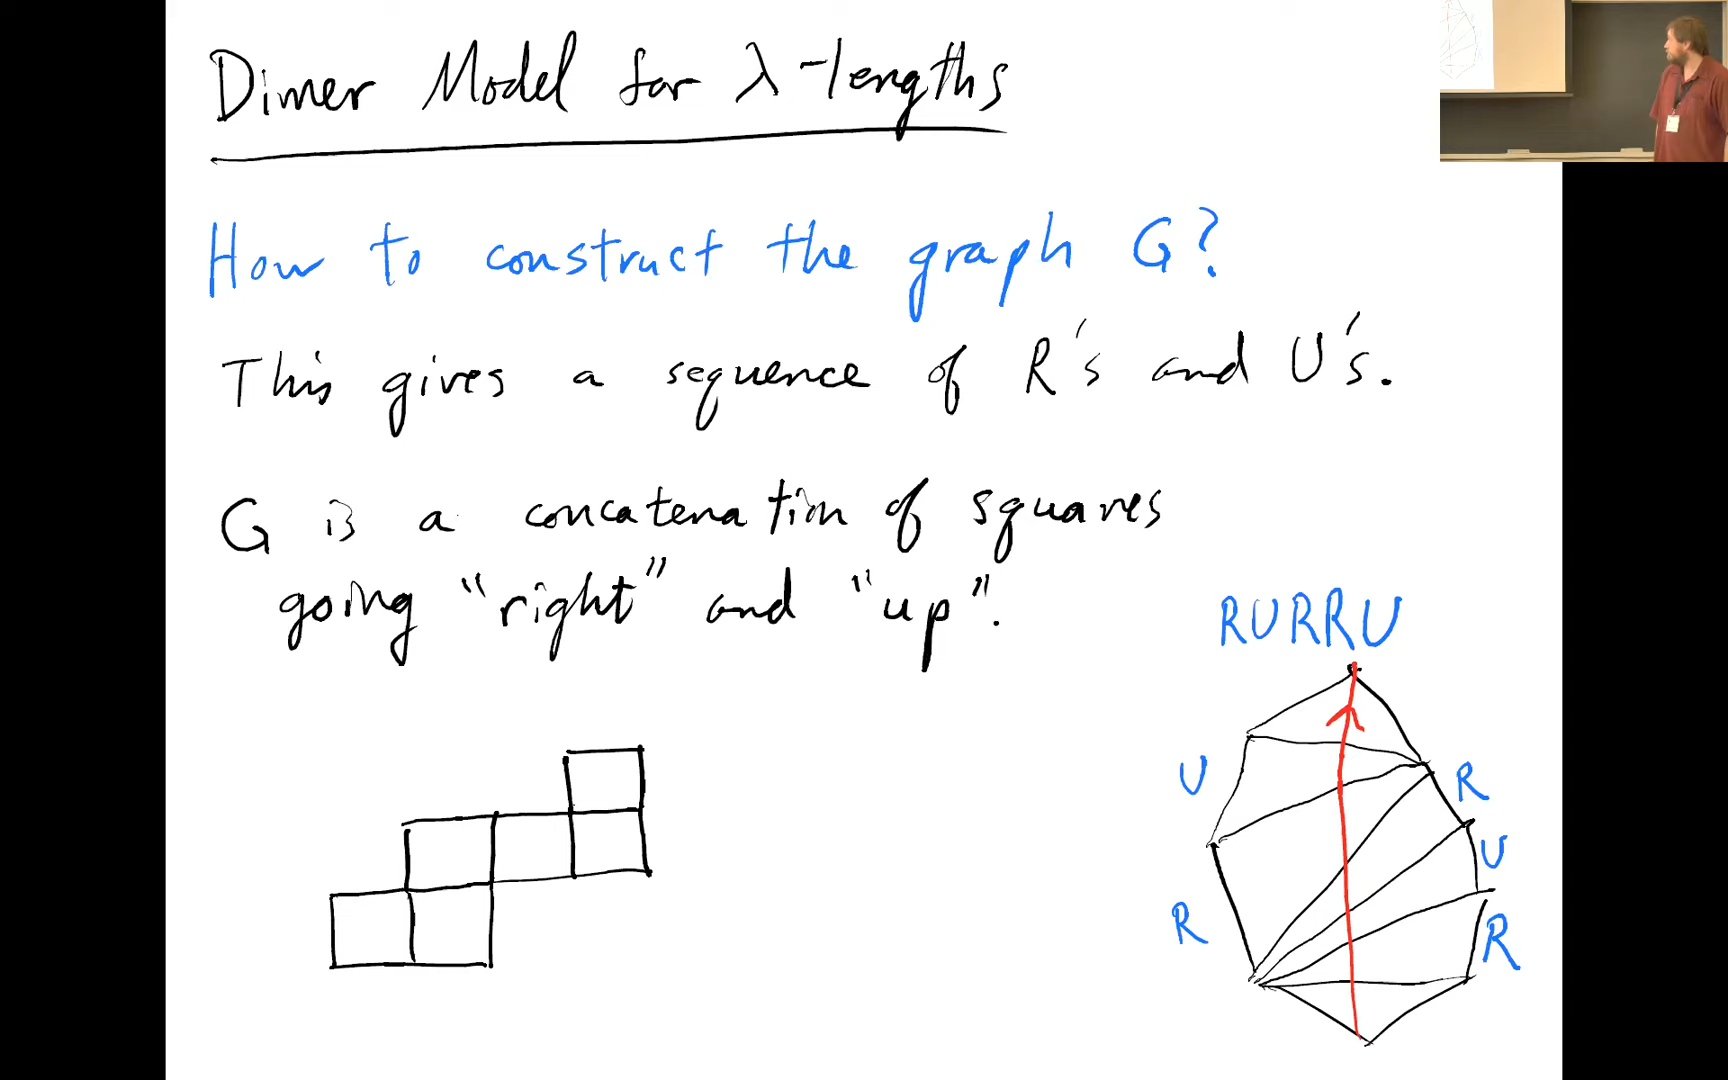 Dimer Model for λ-lengths
How to construct the graph G?
This gives a sequence of R's and U's.
G is a concatenation of squares
going "right" and "up".
RURRU
U
R
U
R
R